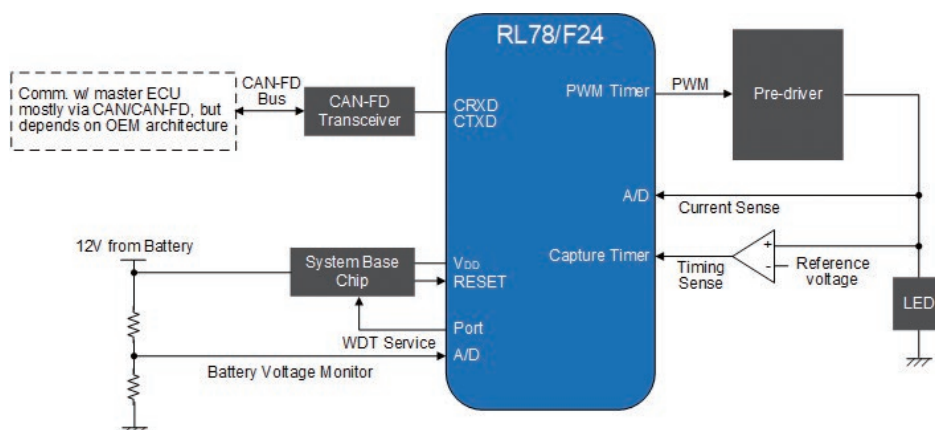 RL78/F24
Comm. w/ master ECU
mostly via CAN/CAN-FD, but
depends on OEM architecture
CAN-FD
Bus
CAN-FD
Transceiver
CRXD
CTXD
PWM Timer
PWM
Pre-driver
A/D
Current Sense
12V from Battery
System Base
Chip
VDD
RESET
Capture Timer
Timing
Sense
+
-
Reference
voltage
LED
Port
WDT Service
A/D
Battery Voltage Monitor